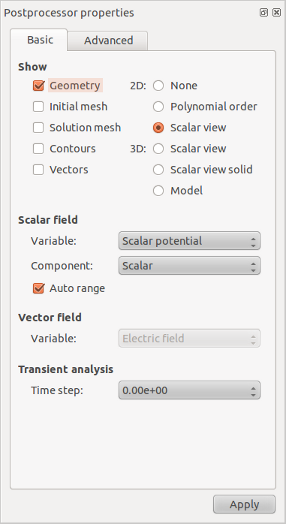 Postprocessor properties
Basic Advanced
Show
Geometry 2D: None
Initial mesh Polynomial order
Solution mesh Scalar view
Contours 3D: Scalar view
Vectors Scalar view solid
Model
Scalar field
Variable: Scalar potential
Component: Scalar
Auto range
Vector field
Variable: Electric field
Transient analysis
Time step: 0.00e+00
Apply